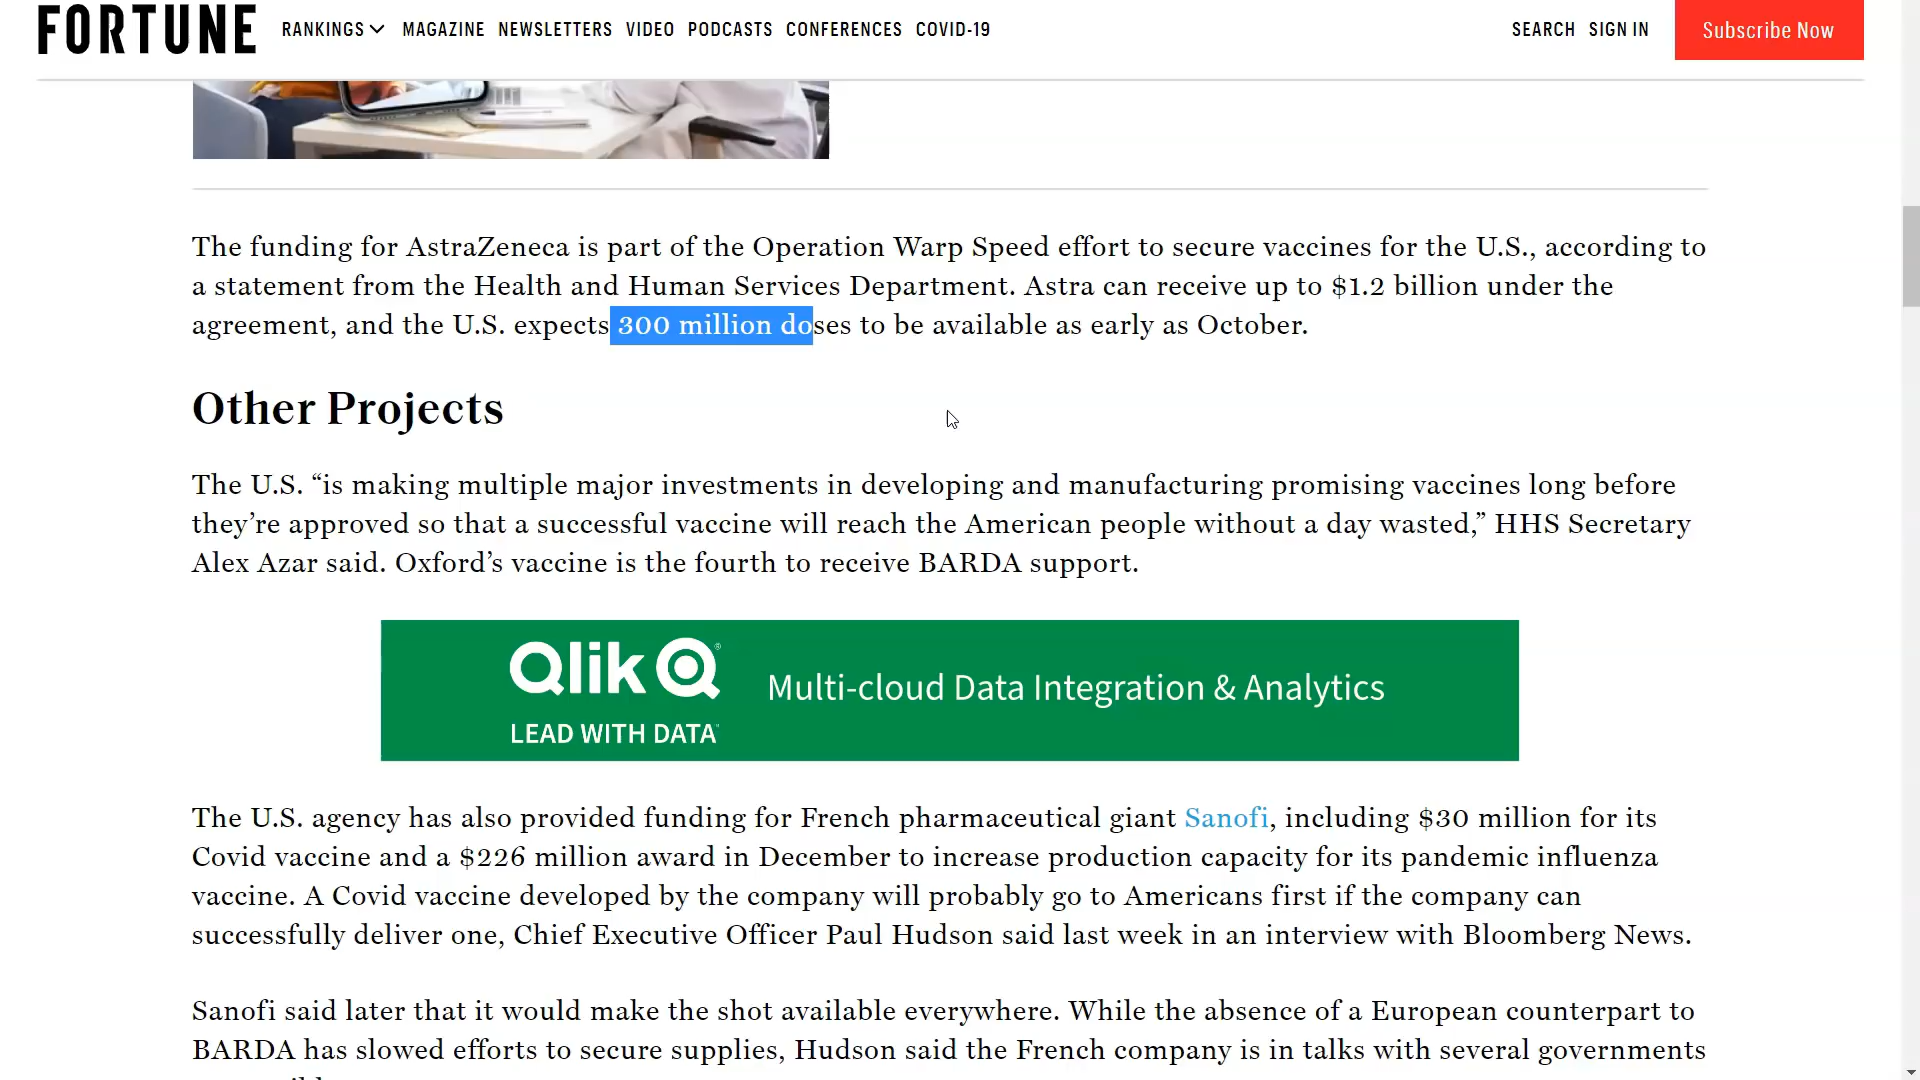 FORTUNE RANKINGS MAGAZINE NEWSLETTERS VIDEO PODCASTS CONFERENCES COVID-19 SEARCH SIGN IN Subscribe Now
The funding for AstraZeneca is part of the Operation Warp Speed effort to secure vaccines for the U.S., according to
a statement from the Health and Human Services Department. Astra can receive up to $1.2 billion under the
agreement, and the U.S. expects 300 million doses to be available as early as October.
Other Projects
The U.S. “is making multiple major investments in developing and manufacturing promising vaccines long before
they’re approved so that a successful vaccine will reach the American people without a day wasted,” HHS Secretary
Alex Azar said. Oxford’s vaccine is the fourth to receive BARDA support.
Qlik
LEAD WITH DATA
Multi-cloud Data Integration & Analytics
The U.S. agency has also provided funding for French pharmaceutical giant Sanofi, including $30 million for its
Covid vaccine and a $226 million award in December to increase production capacity for its pandemic influenza
vaccine. A Covid vaccine developed by the company will probably go to Americans first if the company can
successfully deliver one, Chief Executive Officer Paul Hudson said last week in an interview with Bloomberg News.
Sanofi said later that it would make the shot available everywhere. While the absence of a European counterpart to
BARDA has slowed efforts to secure supplies, Hudson said the French company is in talks with several governments